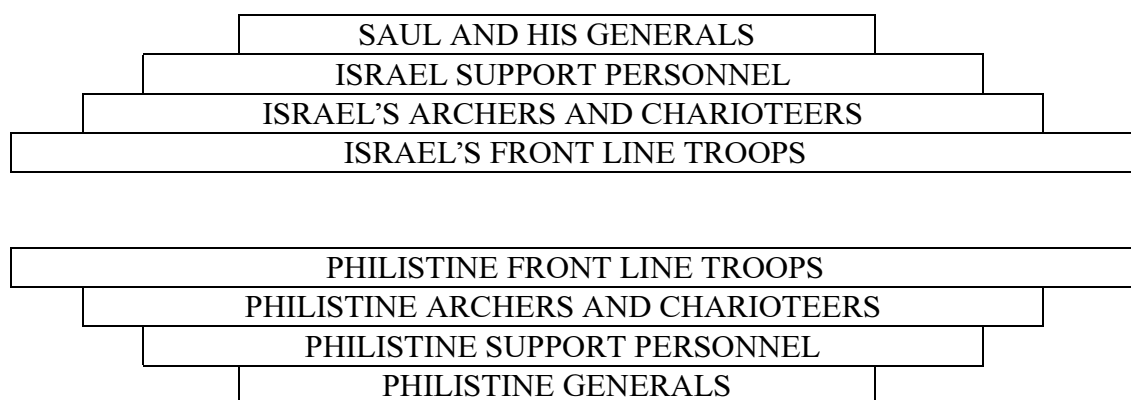 SAUL AND HIS GENERALS
ISRAEL SUPPORT PERSONNEL
ISRAEL’S ARCHERS AND CHARIOTEERS
ISRAEL’S FRONT LINE TROOPS
PHILISTINE FRONT LINE TROOPS
PHILISTINE ARCHERS AND CHARIOTEERS
PHILISTINE SUPPORT PERSONNEL
PHILISTINE GENERALS